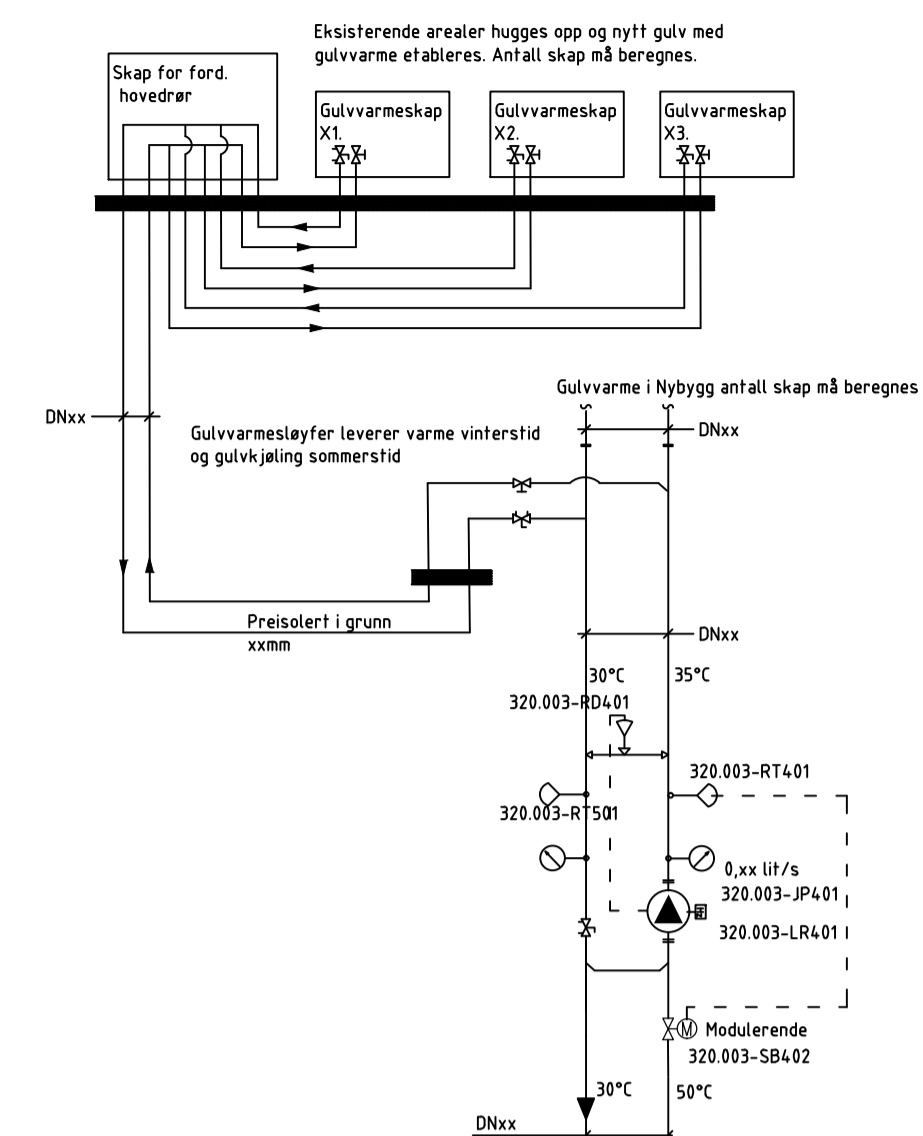 Eksisterende arealer hugges opp og nytt gulv med
gulvvarme etableres. Antall skap må beregnes.
Skap for ford.
hovedrør
Gulvvarmeskap
X1.
Gulvvarmeskap
X2.
Gulvvarmeskap
X3.
Gulvvarme i Nybygg antall skap må beregnes
DNxx
DNxx
Gulvvarmesløyfer leverer varme vinterstid
og gulvkjøling sommerstid
Preisolert i grunn
xxmm
DNxx
30°C
35°C
320.003-RD401
320.003-RT401
320.003-RT501
0,xx lit/s
320.003-JP401
320.003-LR401
M
Modulerende
320.003-SB402
30°C
50°C
DNxx